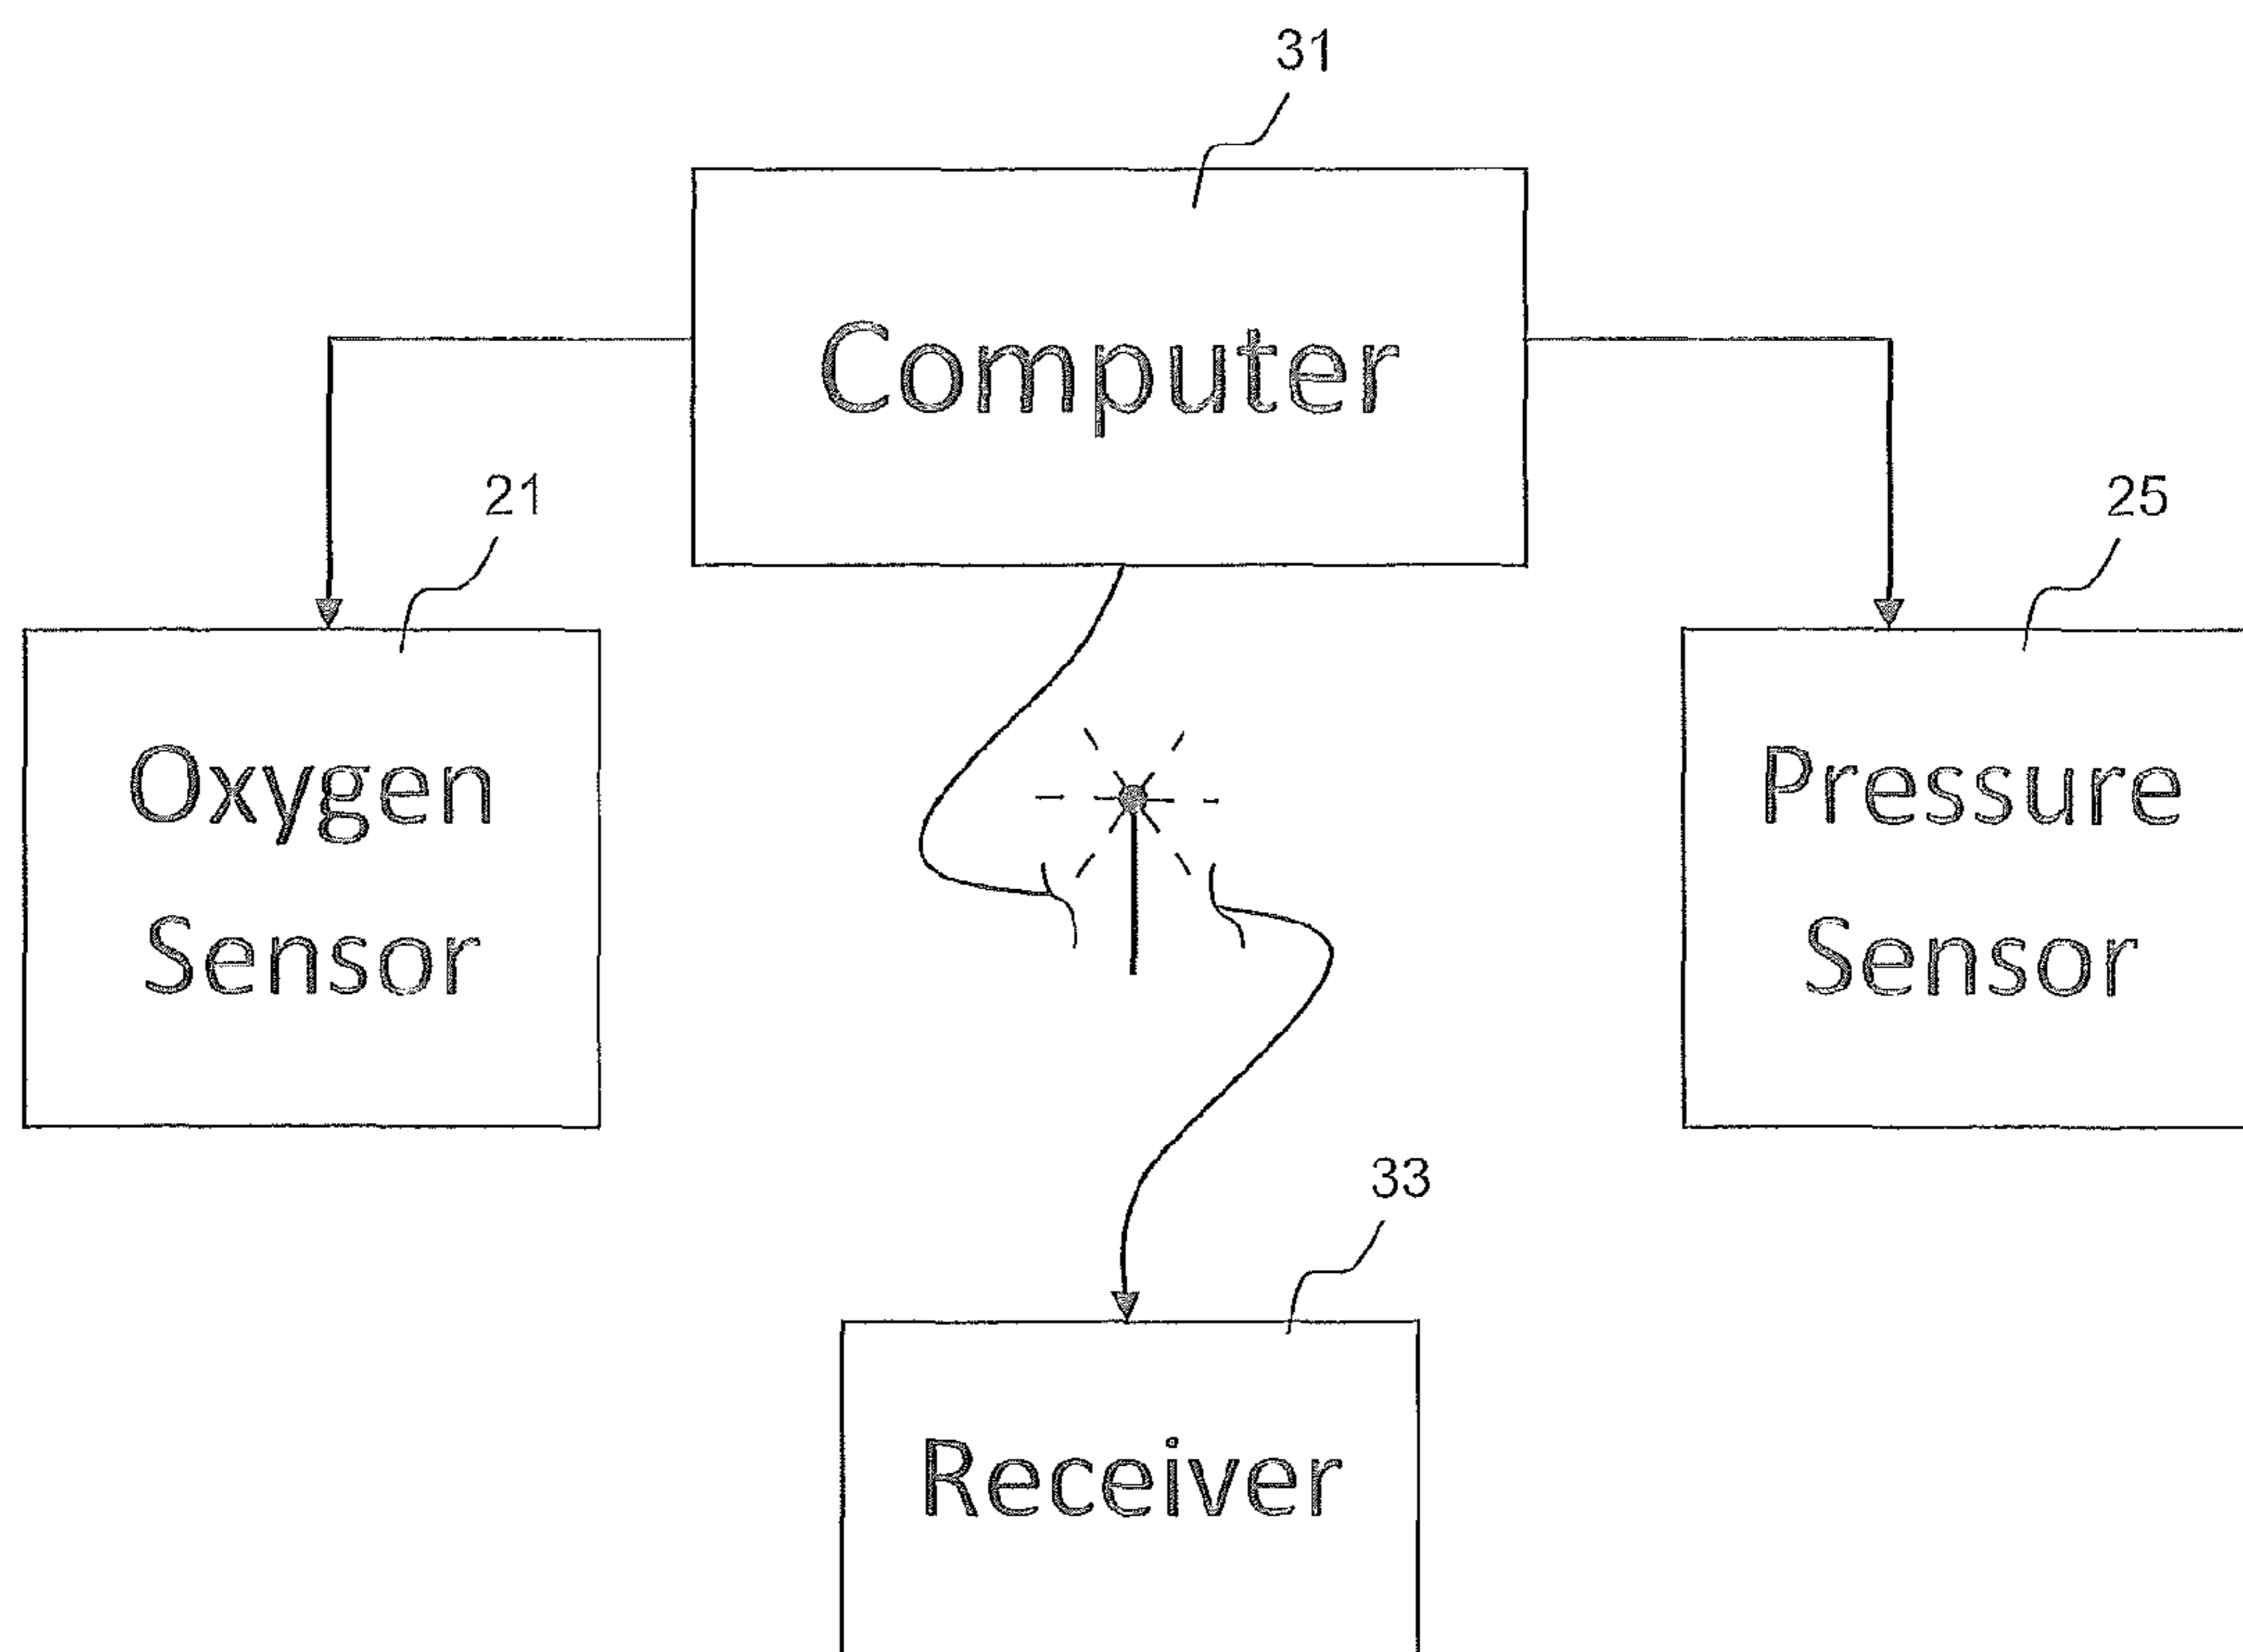 31
Computer
21
25
Oxygen
Sensor
Pressure
Sensor
33
Receiver